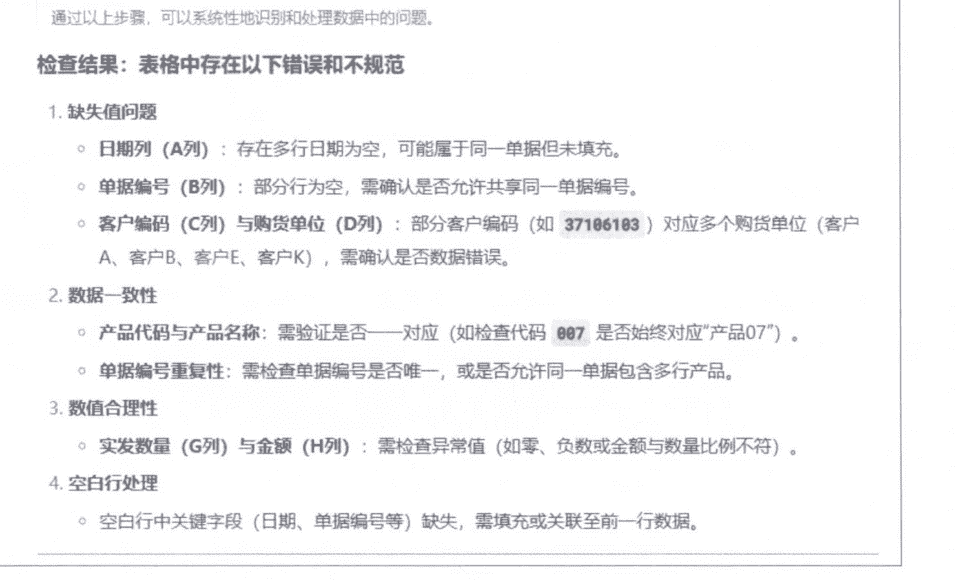 通过以上步骤，可以系统性地识别和处理数据中的问题。
检查结果：表格中存在以下错误和不规范
1. 缺失值问题
○ 日期列（A列）：存在多行日期为空，可能属于同一单据但未填充。
○ 单据编号（B列）：部分行为空，需确认是否允许共享同一单据编号。
○ 客户编码（C列）与购货单位（D列）：部分客户编码（如 37106103 ）对应多个购货单位（客户
A、客户B、客户E、客户K），需确认是否数据错误。
2. 数据一致性
○ 产品代码与产品名称：需验证是否一一对应（如检查代码 007 是否始终对应“产品07”）。
○ 单据编号重复性：需检查单据编号是否唯一，或是否允许同一单据包含多行产品。
3. 数值合理性
○ 实发数量（G列）与金额（H列）：需检查异常值（如零、负数或金额与数量比例不符）。
4. 空白行处理
○ 空白行中关键字段（日期、单据编号等）缺失，需填充或关联至前一行数据。